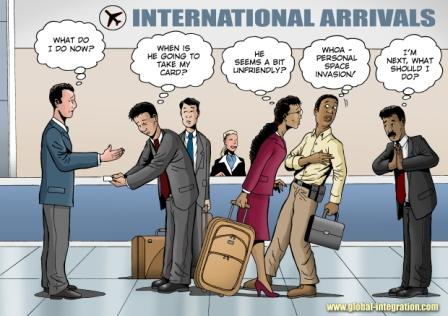 INTERNATIONAL ARRIVALS
WHAT DO
I DO NOW?
WHEN IS
HE GOING TO
TAKE MY
CARD?
HE
SEEMS A BIT
UNFRIENDLY?
WHOA -
PERSONAL
SPACE
INVASION!
I'M
NEXT, WHAT
SHOULD I
DO?
www.global-integration.com